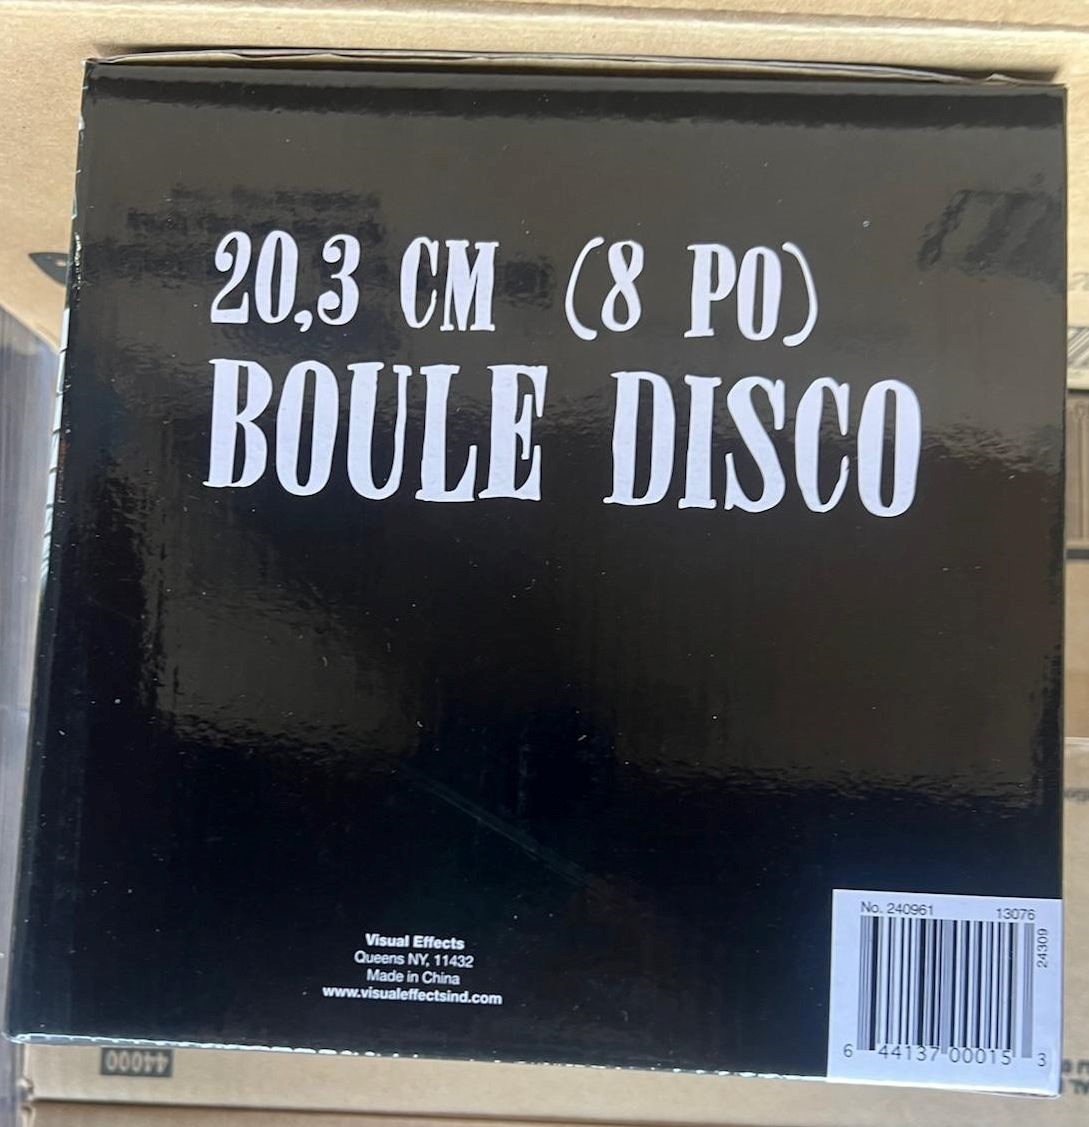 20,3 CM (8 PO)
BOULE DISCO
Visual Effects
Queens NY, 11432
Made in China
www.visualeffectsind.com
No. 240961 13076
24309
6 44137 00015 3
44000